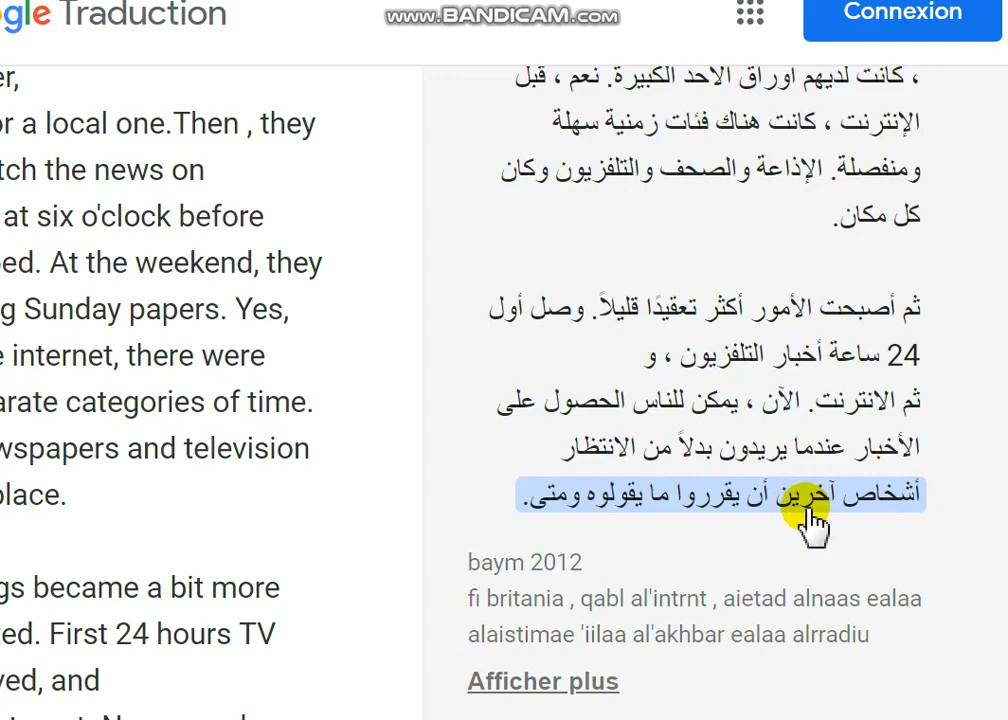 gle Traduction
www.BANDICAM.com
Connexion
er,
or a local one.Then , they
tch the news on
at six o'clock before
ped. At the weekend, they
g Sunday papers. Yes,
e internet, there were
arate categories of time.
wspapers and television
place.
gs became a bit more
ted. First 24 hours TV
ved, and
، كانت لديهم أوراق الأحد الكبيرة. نعم ، قبل
الإنترنت ، كانت هناك فئات زمنية سهلة
ومنفصلة. الإذاعة والصحف والتلفزيون وكان
كل مكان.
ثم أصبحت الأمور أكثر تعقيدًا قليلاً. وصل أول
24 ساعة أخبار التلفزيون ، و
ثم الانترنت. الآن ، يمكن للناس الحصول على
الأخبار عندما يريدون بدلاً من الانتظار
أشخاص آخرين أن يقرروا ما يقولوه ومتى.
baym 2012
fi britania , qabl al'intrnt , aietad alnaas ealaa
alaistimae 'iilaa al'akhbar ealaa alrradiu
Afficher plus